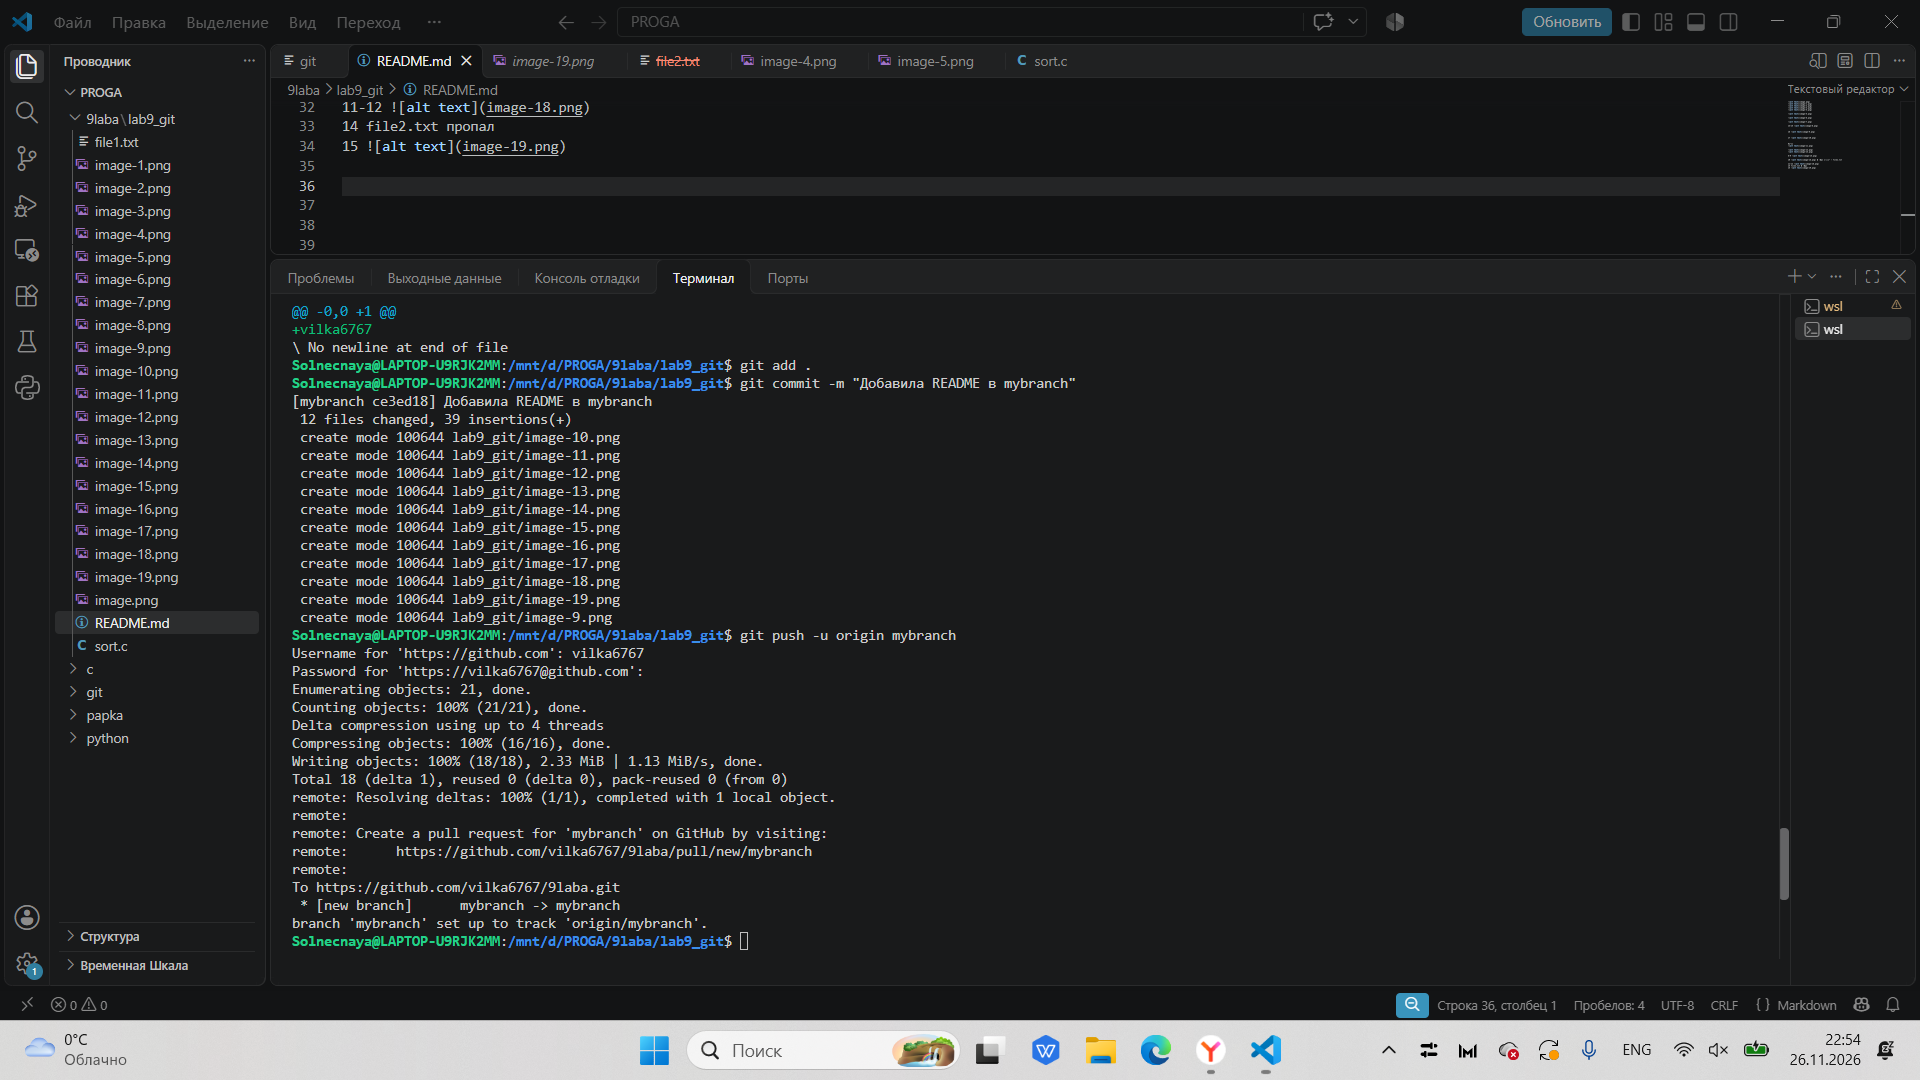 Файл Правка Выделение Вид Переход ··· PROGA Обновить
Проводник ···
PROGA
9laba\lab9_git
file1.txt
image-1.png
image-2.png
image-3.png
image-4.png
image-5.png
image-6.png
image-7.png
image-8.png
image-9.png
image-10.png
image-11.png
image-12.png
image-13.png
image-14.png
image-15.png
image-16.png
image-17.png
image-18.png
image-19.png
image.png
README.md
sort.c
c
git
papka
python
Структура
Временная Шкала
git README.md image-19.png file2.txt image-4.png image-5.png sort.c
9laba > lab9_git > README.md
Текстовый редактор
32 11-12 ![alt text](image-18.png)
33 14 file2.txt пропал
34 15 ![alt text](image-19.png)
35
36
37
38
39
Проблемы Выходные данные Консоль отладки Терминал Порты
wsl
wsl
@@ -0,0 +1 @@
+vilka6767
\ No newline at end of file
Solnecnaya@LAPTOP-U9RJK2MM:/mnt/d/PROGA/9laba/lab9_git$ git add .
Solnecnaya@LAPTOP-U9RJK2MM:/mnt/d/PROGA/9laba/lab9_git$ git commit -m "Добавила README в mybranch"
[mybranch ce3ed18] Добавила README в mybranch
12 files changed, 39 insertions(+)
create mode 100644 lab9_git/image-10.png
create mode 100644 lab9_git/image-11.png
create mode 100644 lab9_git/image-12.png
create mode 100644 lab9_git/image-13.png
create mode 100644 lab9_git/image-14.png
create mode 100644 lab9_git/image-15.png
create mode 100644 lab9_git/image-16.png
create mode 100644 lab9_git/image-17.png
create mode 100644 lab9_git/image-18.png
create mode 100644 lab9_git/image-19.png
create mode 100644 lab9_git/image-9.png
Solnecnaya@LAPTOP-U9RJK2MM:/mnt/d/PROGA/9laba/lab9_git$ git push -u origin mybranch
Username for 'https://github.com': vilka6767
Password for 'https://vilka6767@github.com':
Enumerating objects: 21, done.
Counting objects: 100% (21/21), done.
Delta compression using up to 4 threads
Compressing objects: 100% (16/16), done.
Writing objects: 100% (18/18), 2.33 MiB | 1.13 MiB/s, done.
Total 18 (delta 1), reused 0 (delta 0), pack-reused 0 (from 0)
remote: Resolving deltas: 100% (1/1), completed with 1 local object.
remote:
remote: Create a pull request for 'mybranch' on GitHub by visiting:
remote: https://github.com/vilka6767/9laba/pull/new/mybranch
remote:
To https://github.com/vilka6767/9laba.git
* [new branch] mybranch -> mybranch
branch 'mybranch' set up to track 'origin/mybranch'.
Solnecnaya@LAPTOP-U9RJK2MM:/mnt/d/PROGA/9laba/lab9_git$
1
0 0 Строка 36, столбец 1 Пробелов: 4 UTF-8 CRLF { } Markdown
0°C
Облачно
Поиск
ENG
22:54
26.11.2026